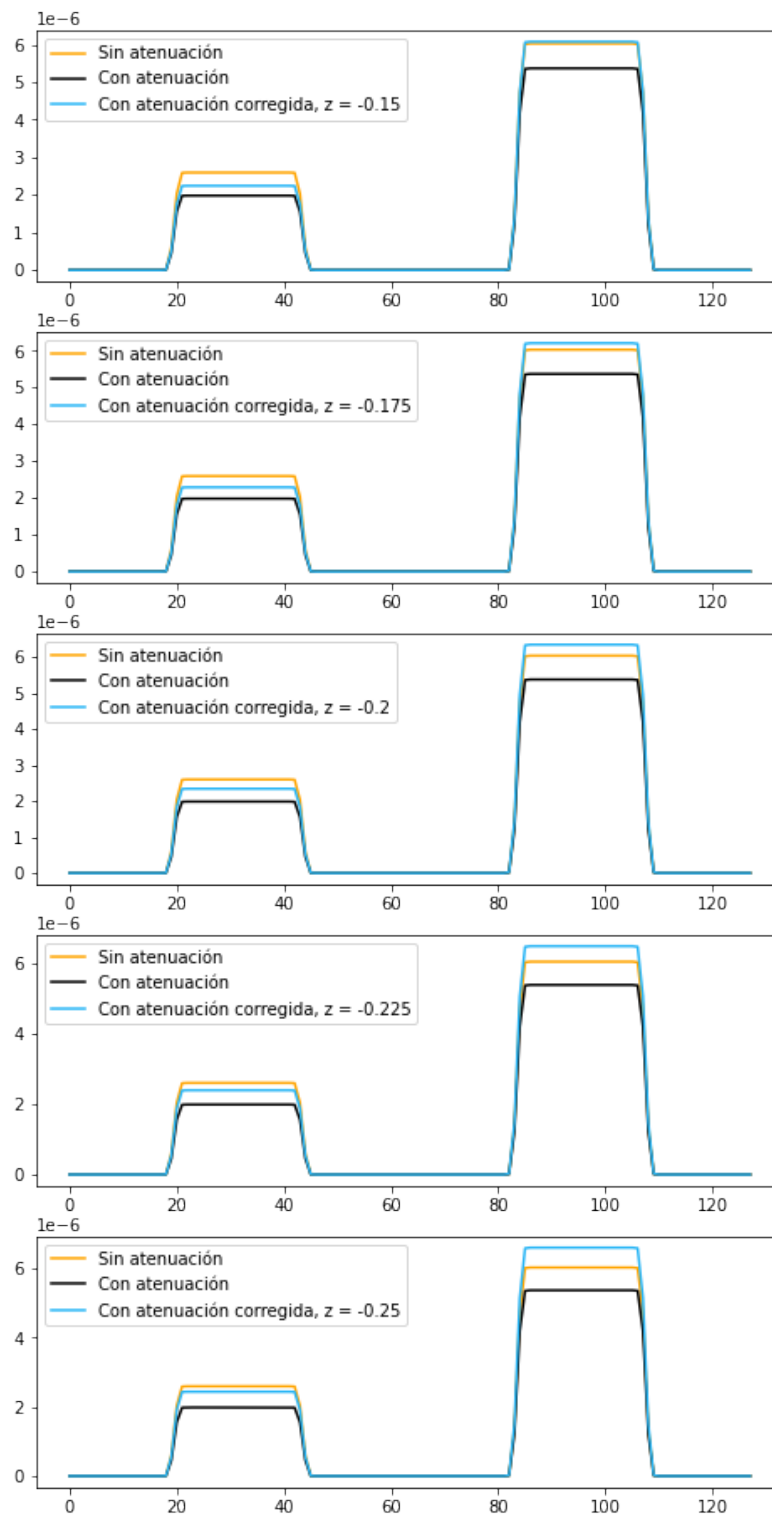 1e−6
6
Sin atenuación
Con atenuación
5
Con atenuación corregida, z = -0.15
4
3
2
1
0
0 20 40 60 80 100 120
1e−6
Sin atenuación
6
Con atenuación
5
Con atenuación corregida, z = -0.175
4
3
2
1
0
0 20 40 60 80 100 120
1e−6
Sin atenuación
6
Con atenuación
5
Con atenuación corregida, z = -0.2
4
3
2
1
0
0 20 40 60 80 100 120
1e−6
Sin atenuación
6
Con atenuación
Con atenuación corregida, z = -0.225
4
2
0
0 20 40 60 80 100 120
1e−6
Sin atenuación
6
Con atenuación
Con atenuación corregida, z = -0.25
4
2
0
0 20 40 60 80 100 120